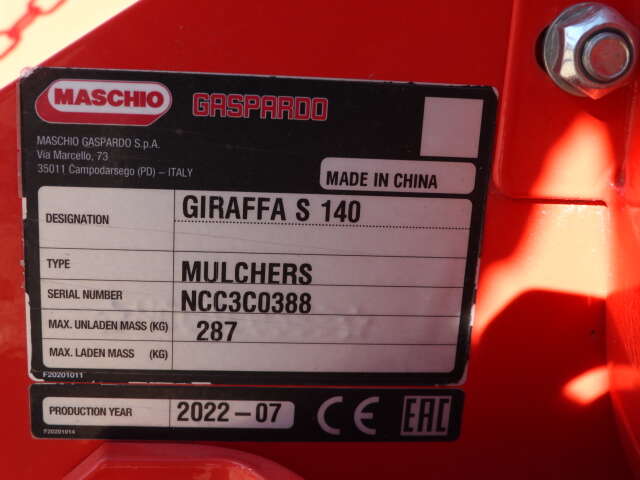 MASCHIO GASPARDO
MASCHIO GASPARDO S.p.A.
Via Marcello, 73
35011 Campodarsego (PD) – ITALY
MADE IN CHINA
DESIGNATION GIRAFFA S 140
TYPE MULCHERS
SERIAL NUMBER NCC3C0388
MAX. UNLADEN MASS (KG) 287
MAX. LADEN MASS (KG)
F20201011
PRODUCTION YEAR 2022–07 CE EAC
F20201014